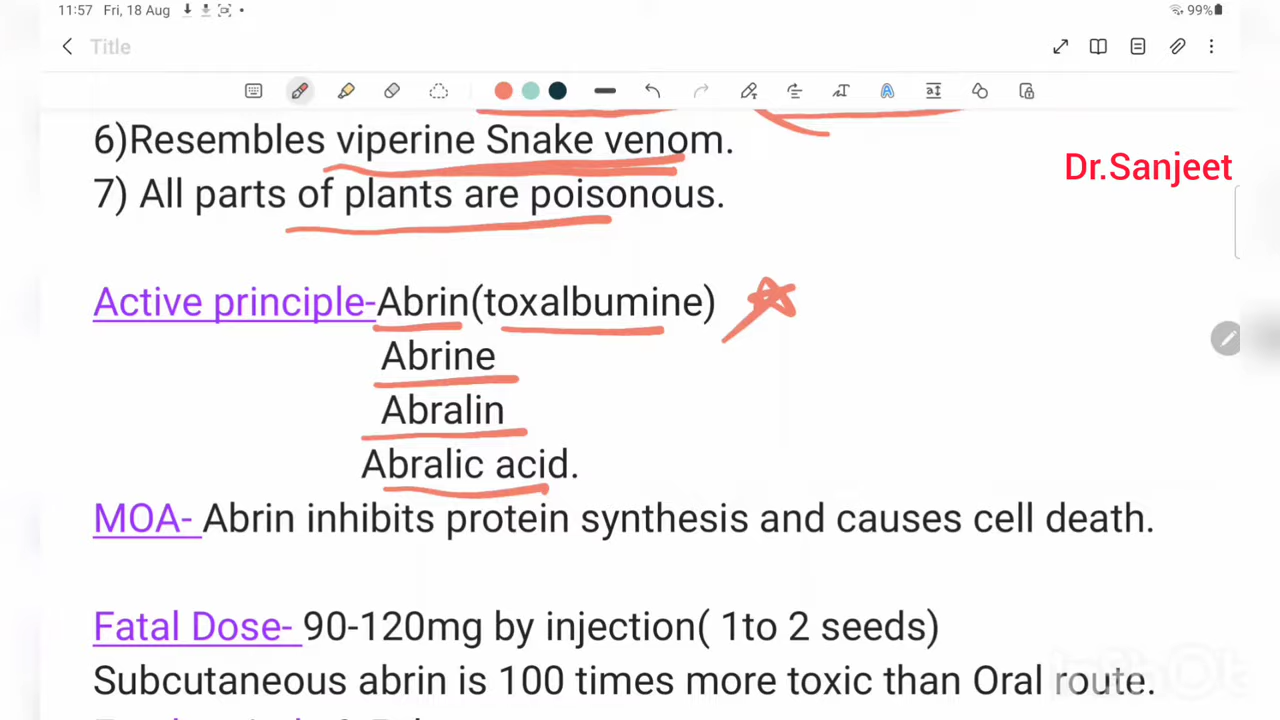 11:57 Fri, 18 Aug
99%
Title
6)Resembles viperine Snake venom.
Dr.Sanjeet
7) All parts of plants are poisonous.
Active principle-Abrin(toxalbumine)
Abrine
Abralin
Abralic acid.
MOA- Abrin inhibits protein synthesis and causes cell death.
Fatal Dose- 90-120mg by injection( 1to 2 seeds)
Subcutaneous abrin is 100 times more toxic than Oral route.